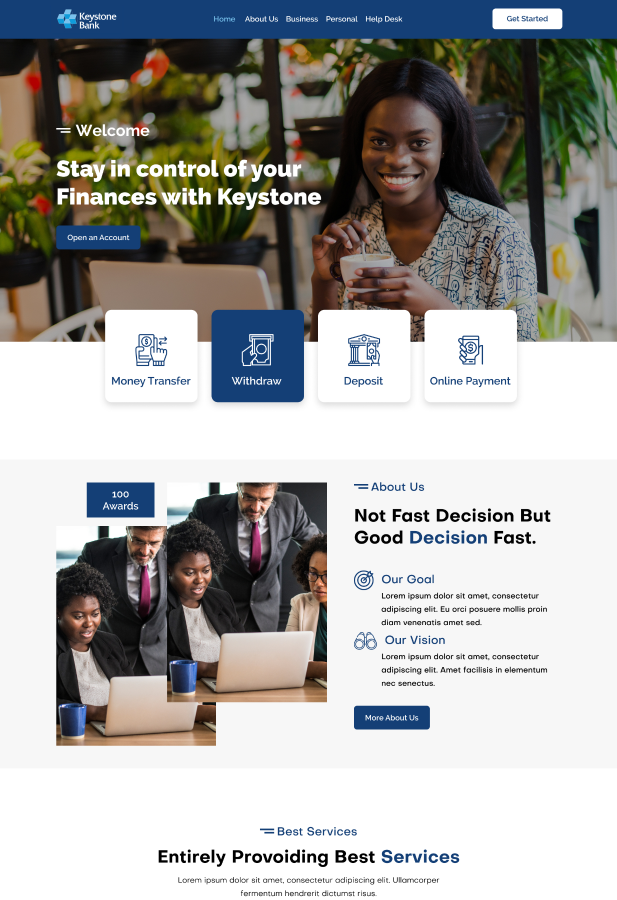 Keystone
Bank
Home About Us Business Personal Help Desk
Get Started
Welcome
Stay in control of your
Finances with Keystone
Open an Account
Money Transfer
Withdraw
Deposit
Online Payment
100
Awards
About Us
Not Fast Decision But
Good Decision Fast.
Our Goal
Lorem ipsum dolor sit amet, consectetur
adipiscing elit. Eu orci posuere mollis proin
diam venenatis amet sed.
Our Vision
Lorem ipsum dolor sit amet, consectetur
adipiscing elit. Amet facilisis in elementum
nec senectus.
More About Us
Best Services
Entirely Provoiding Best Services
Lorem ipsum dolor sit amet, consectetur adipiscing elit. Ullamcorper
fermentum hendrerit dictumst risus.